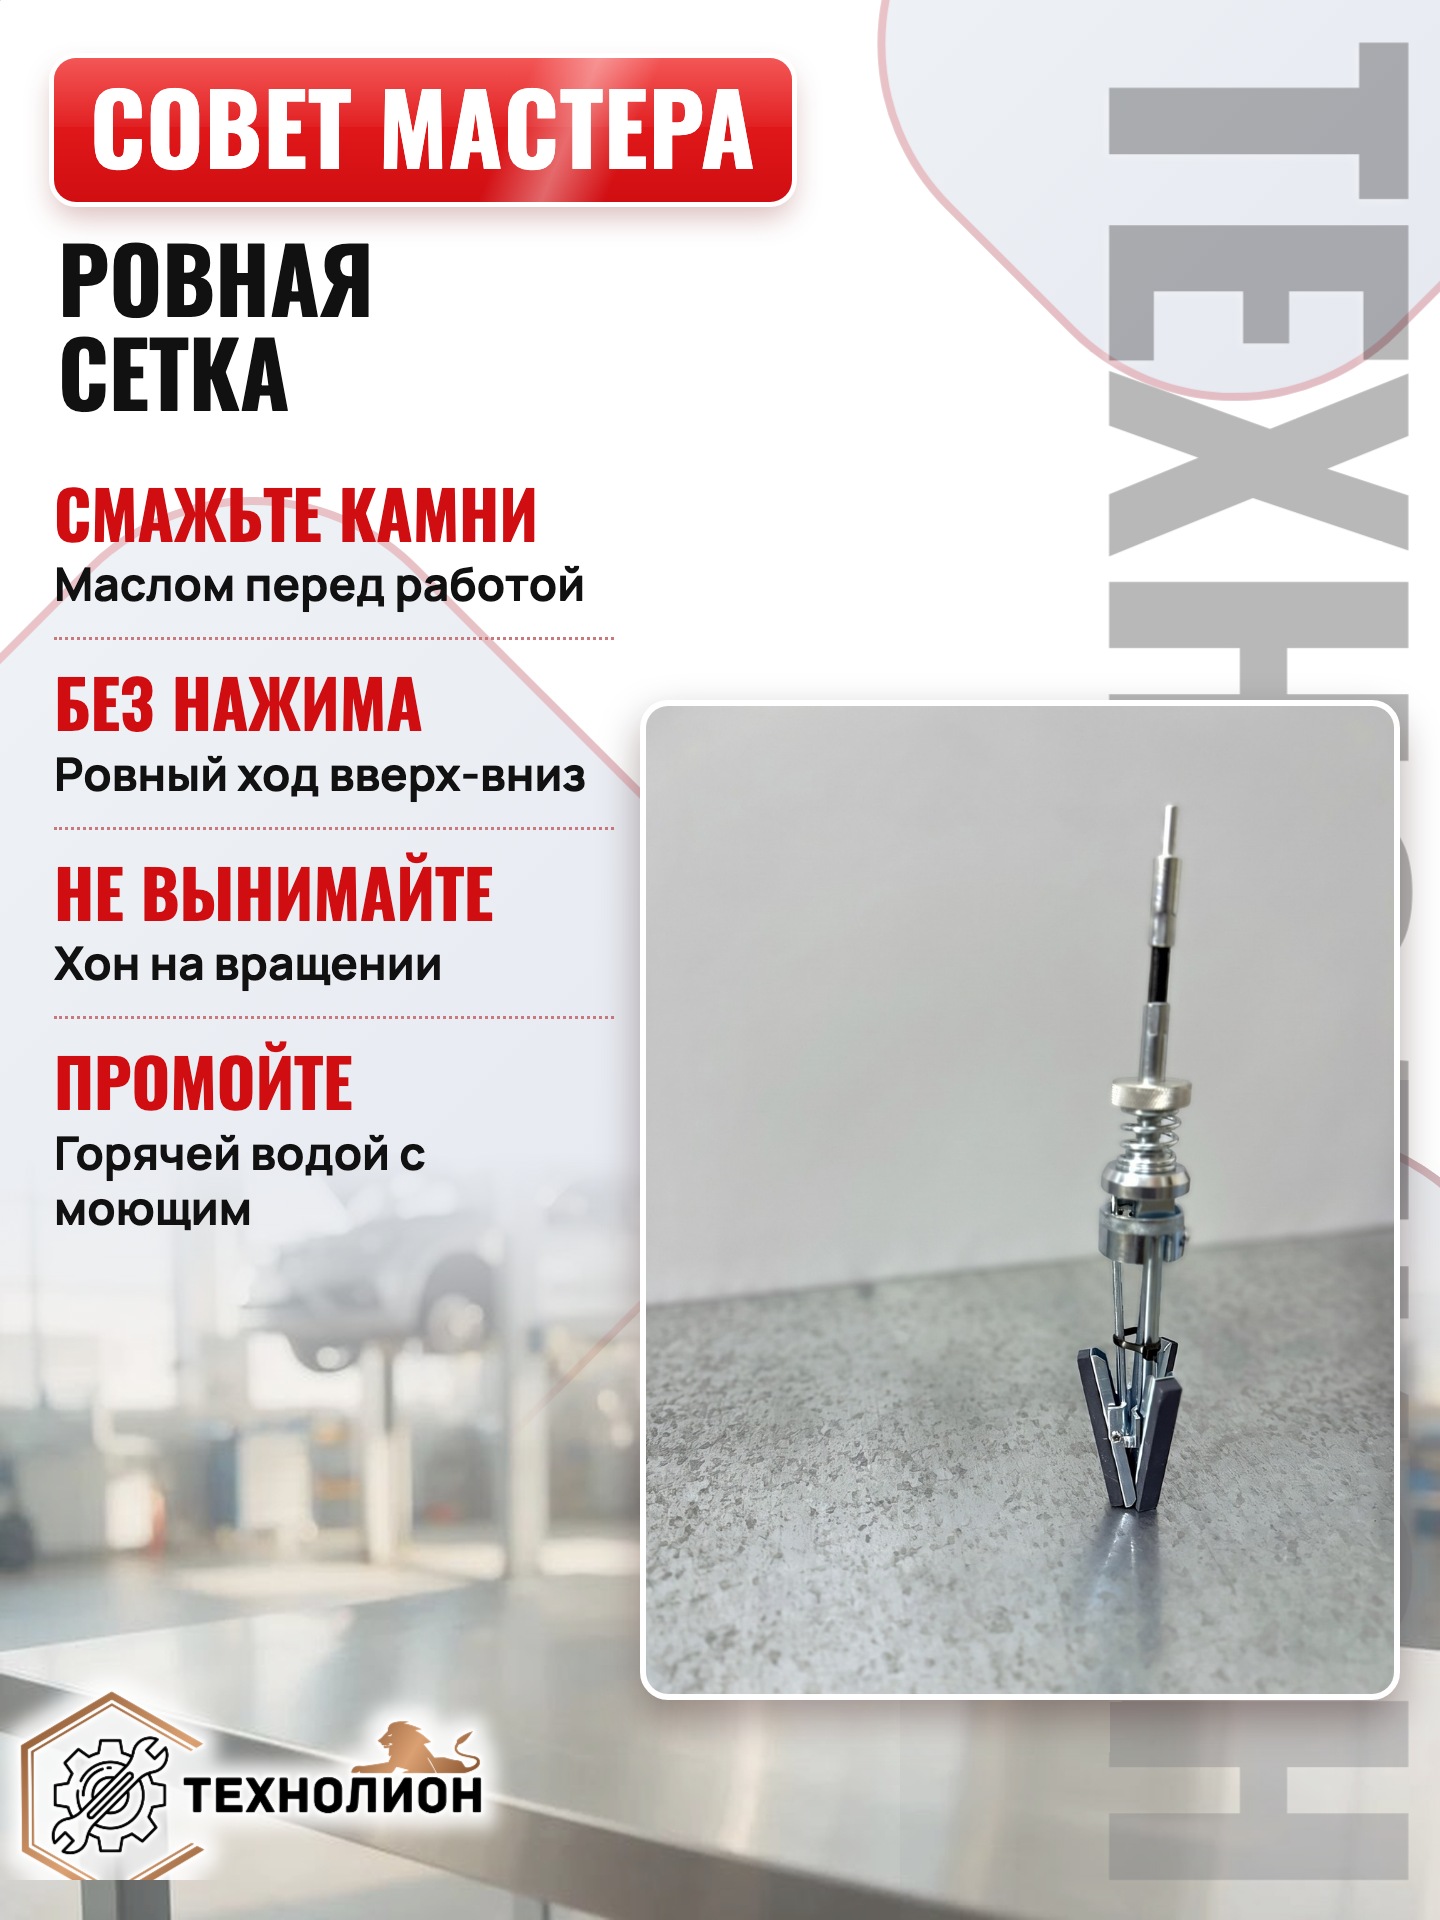 СОВЕТ МАСТЕРА
РОВНАЯ
СЕТКА
СМАЖЬТЕ КАМНИ
Маслом перед работой
БЕЗ НАЖИМА
Ровный ход вверх-вниз
НЕ ВЫНИМАЙТЕ
Хон на вращении
ПРОМОЙТЕ
Горячей водой с
моющим
ТЕХНОЛИОН